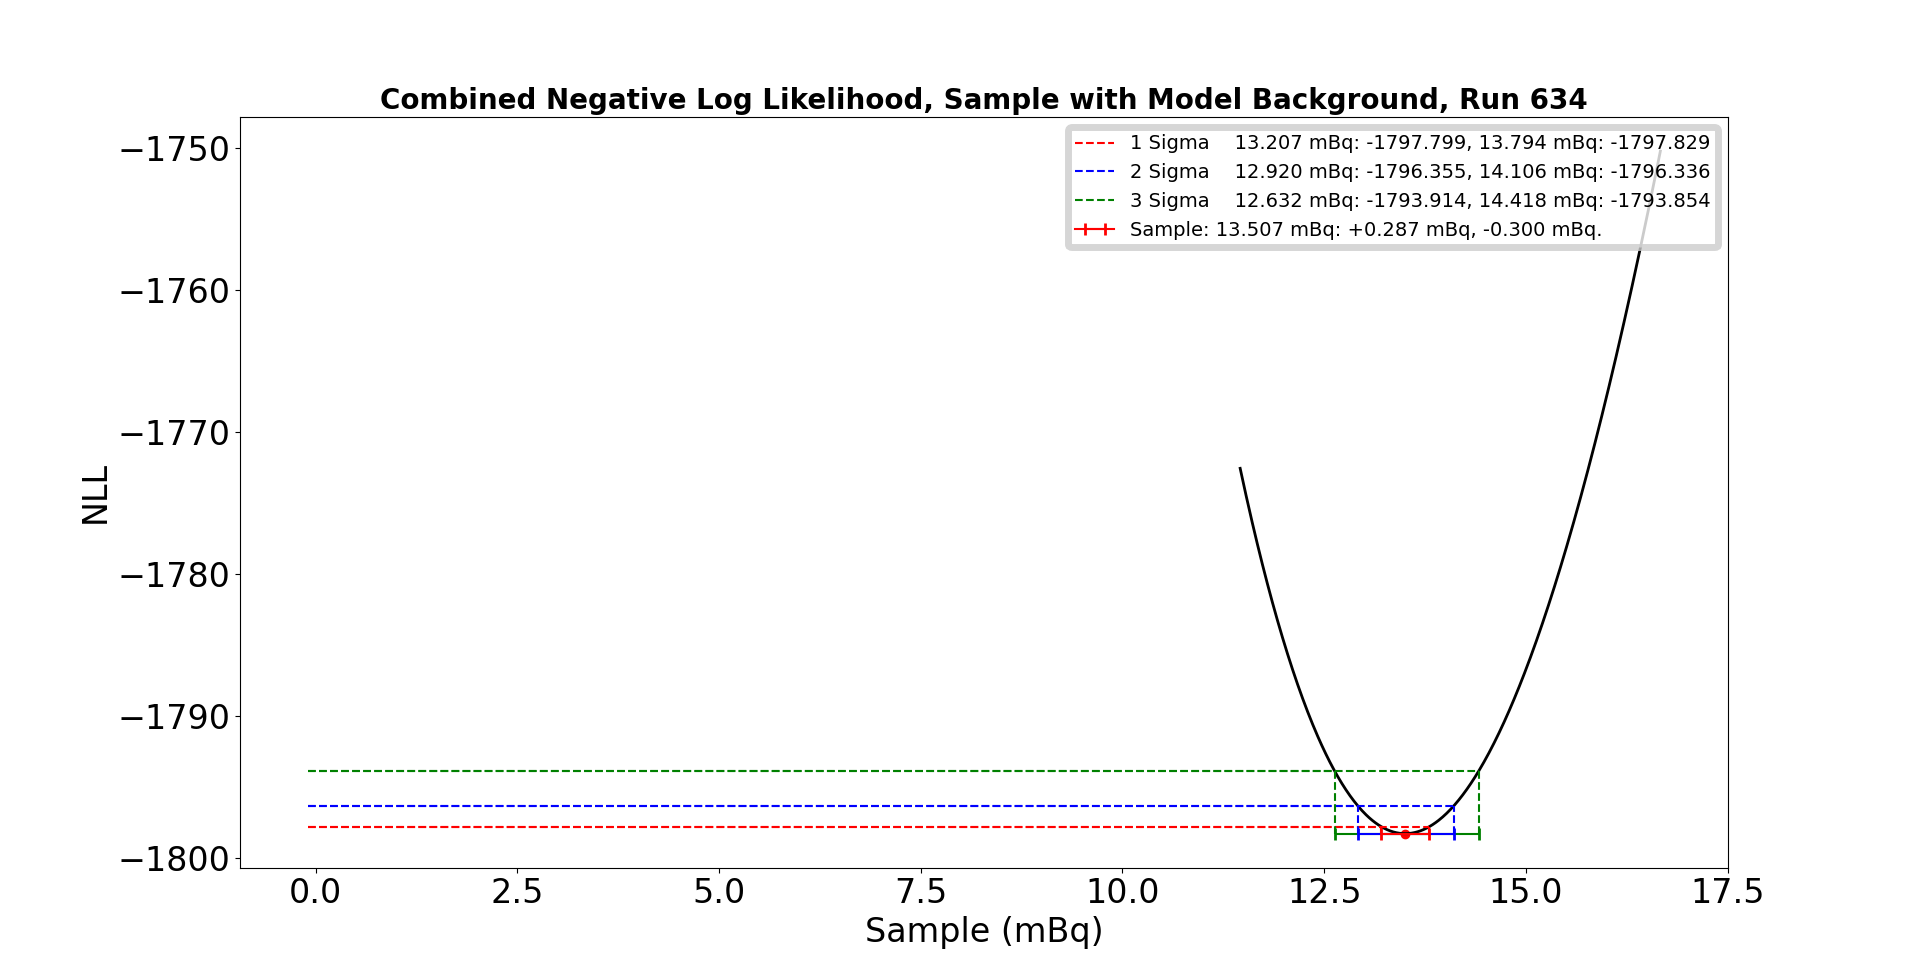 Combined Negative Log Likelihood, Sample with Model Background, Run 634
1 Sigma    13.207 mBq: -1797.799, 13.794 mBq: -1797.829
2 Sigma    12.920 mBq: -1796.355, 14.106 mBq: -1796.336
3 Sigma    12.632 mBq: -1793.914, 14.418 mBq: -1793.854
Sample: 13.507 mBq: +0.287 mBq, -0.300 mBq.
−1750
−1760
−1770
−1780
−1790
−1800
NLL
0.0 2.5 5.0 7.5 10.0 12.5 15.0 17.5
Sample (mBq)